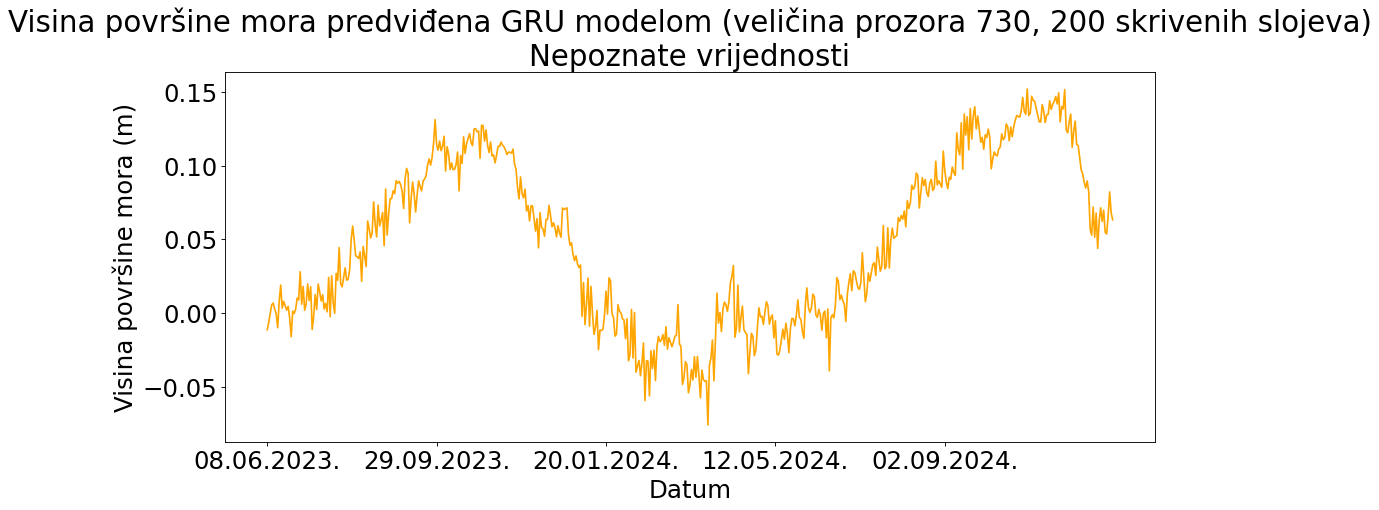 Visina površine mora predviđena GRU modelom (veličina prozora 730, 200 skrivenih slojeva)
Nepoznate vrijednosti
Visina površine mora (m)
0.15
0.10
0.05
0.00
−0.05
08.06.2023. 29.09.2023. 20.01.2024. 12.05.2024. 02.09.2024.
Datum